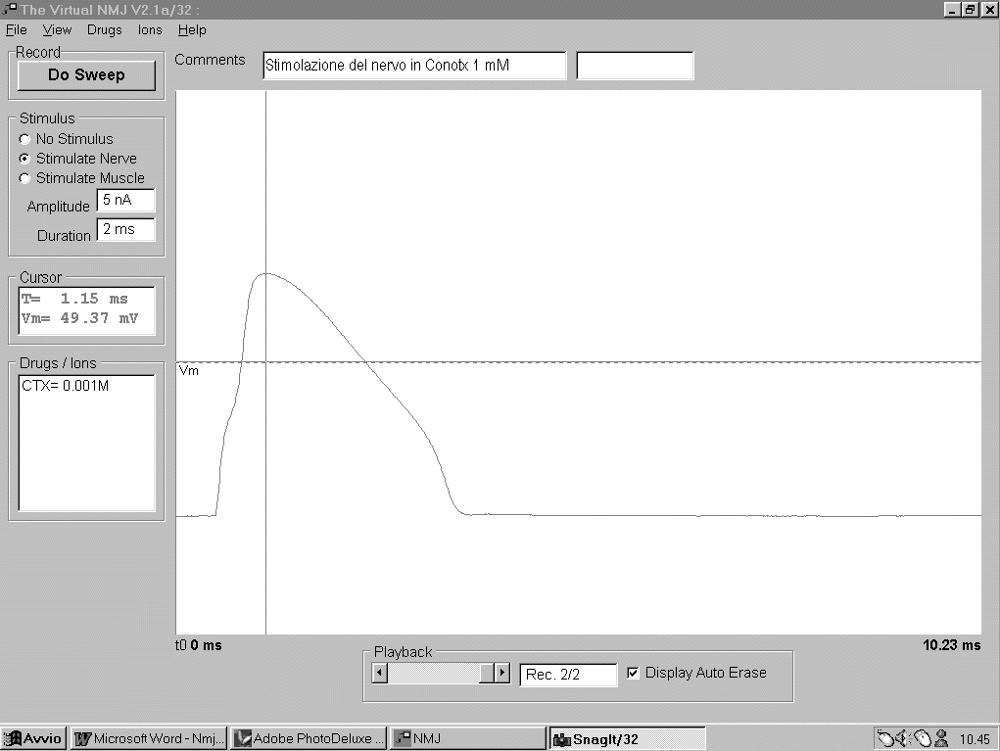 The Virtual NMJ V2.1a/32 :
File View Drugs Ions Help
Record
Do Sweep
Comments
Stimolazione del nervo in Conotx 1 mM
Stimulus
No Stimulus
Stimulate Nerve
Stimulate Muscle
Amplitude 5 nA
Duration 2 ms
Cursor
T= 1.15 ms
Vm= 49.37 mV
Drugs / Ions
CTX= 0.001M
Vm
t0 0 ms
10.23 ms
Playback
Rec. 2/2
Display Auto Erase
Avvio
Microsoft Word - Nmj...
Adobe PhotoDeluxe ...
NMJ
SnagIt/32
10.45